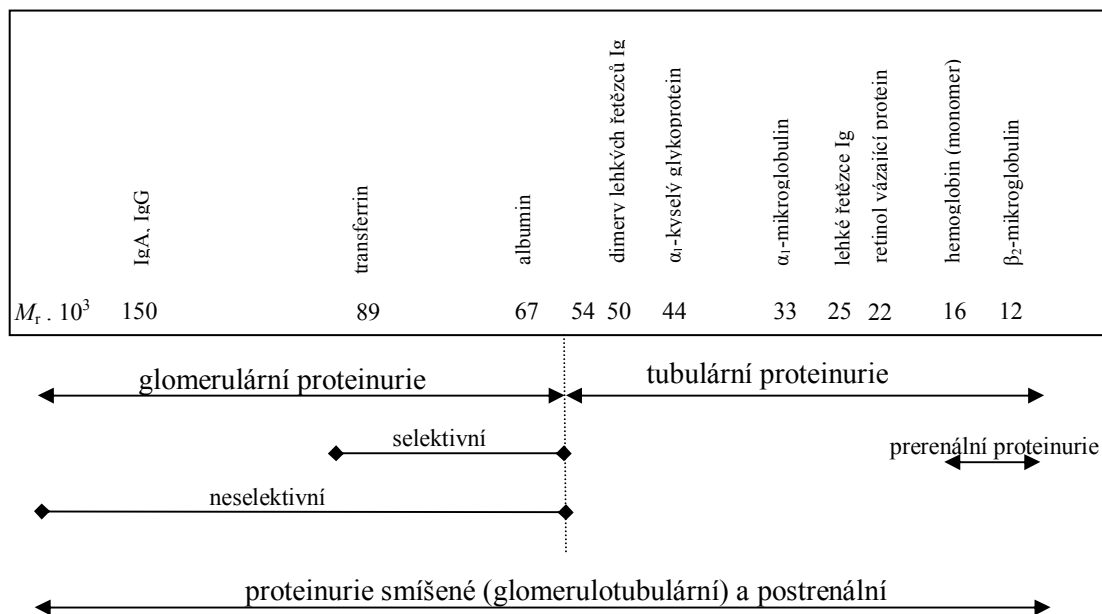 IgA, IgG
transferrin
albumin
dimery lehkých řetězců Ig
α1-kyselý glykoprotein
α1-mikroglobulin
lehké řetězce Ig
retinol vázající protein
hemoglobin (monomer)
β2-mikroglobulin
Mr . 10³ 150 89 67 54 50 44 33 25 22 16 12
glomerulární proteinurie tubulární proteinurie
selektivní prerenální proteinurie
neselektivní
proteinurie smíšené (glomerulotubulární) a postrenální